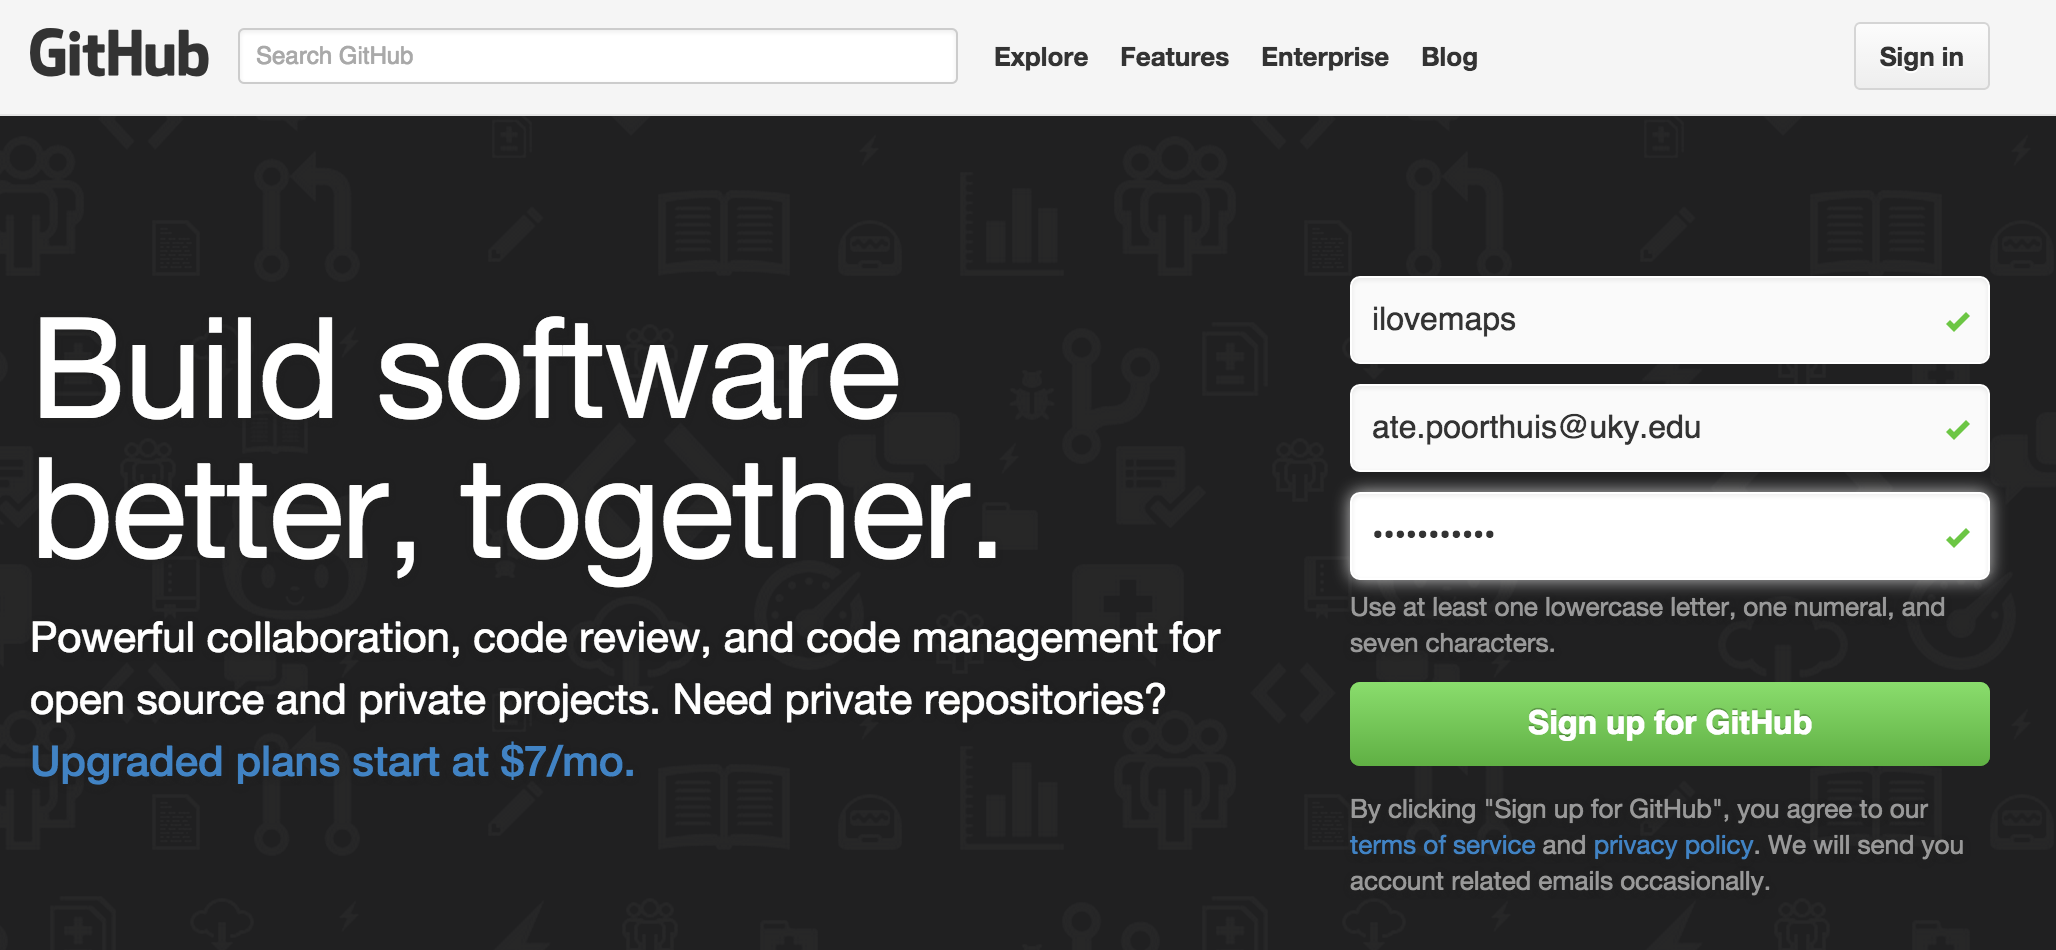 GitHub
Search GitHub
Explore
Features
Enterprise
Blog
Sign in
Build software
better, together.
Powerful collaboration, code review, and code management for
open source and private projects. Need private repositories?
Upgraded plans start at $7/mo.
ilovemaps
ate.poorthuis@uky.edu
•••••••••••
Use at least one lowercase letter, one numeral, and
seven characters.
Sign up for GitHub
By clicking "Sign up for GitHub", you agree to our
terms of service and privacy policy. We will send you
account related emails occasionally.